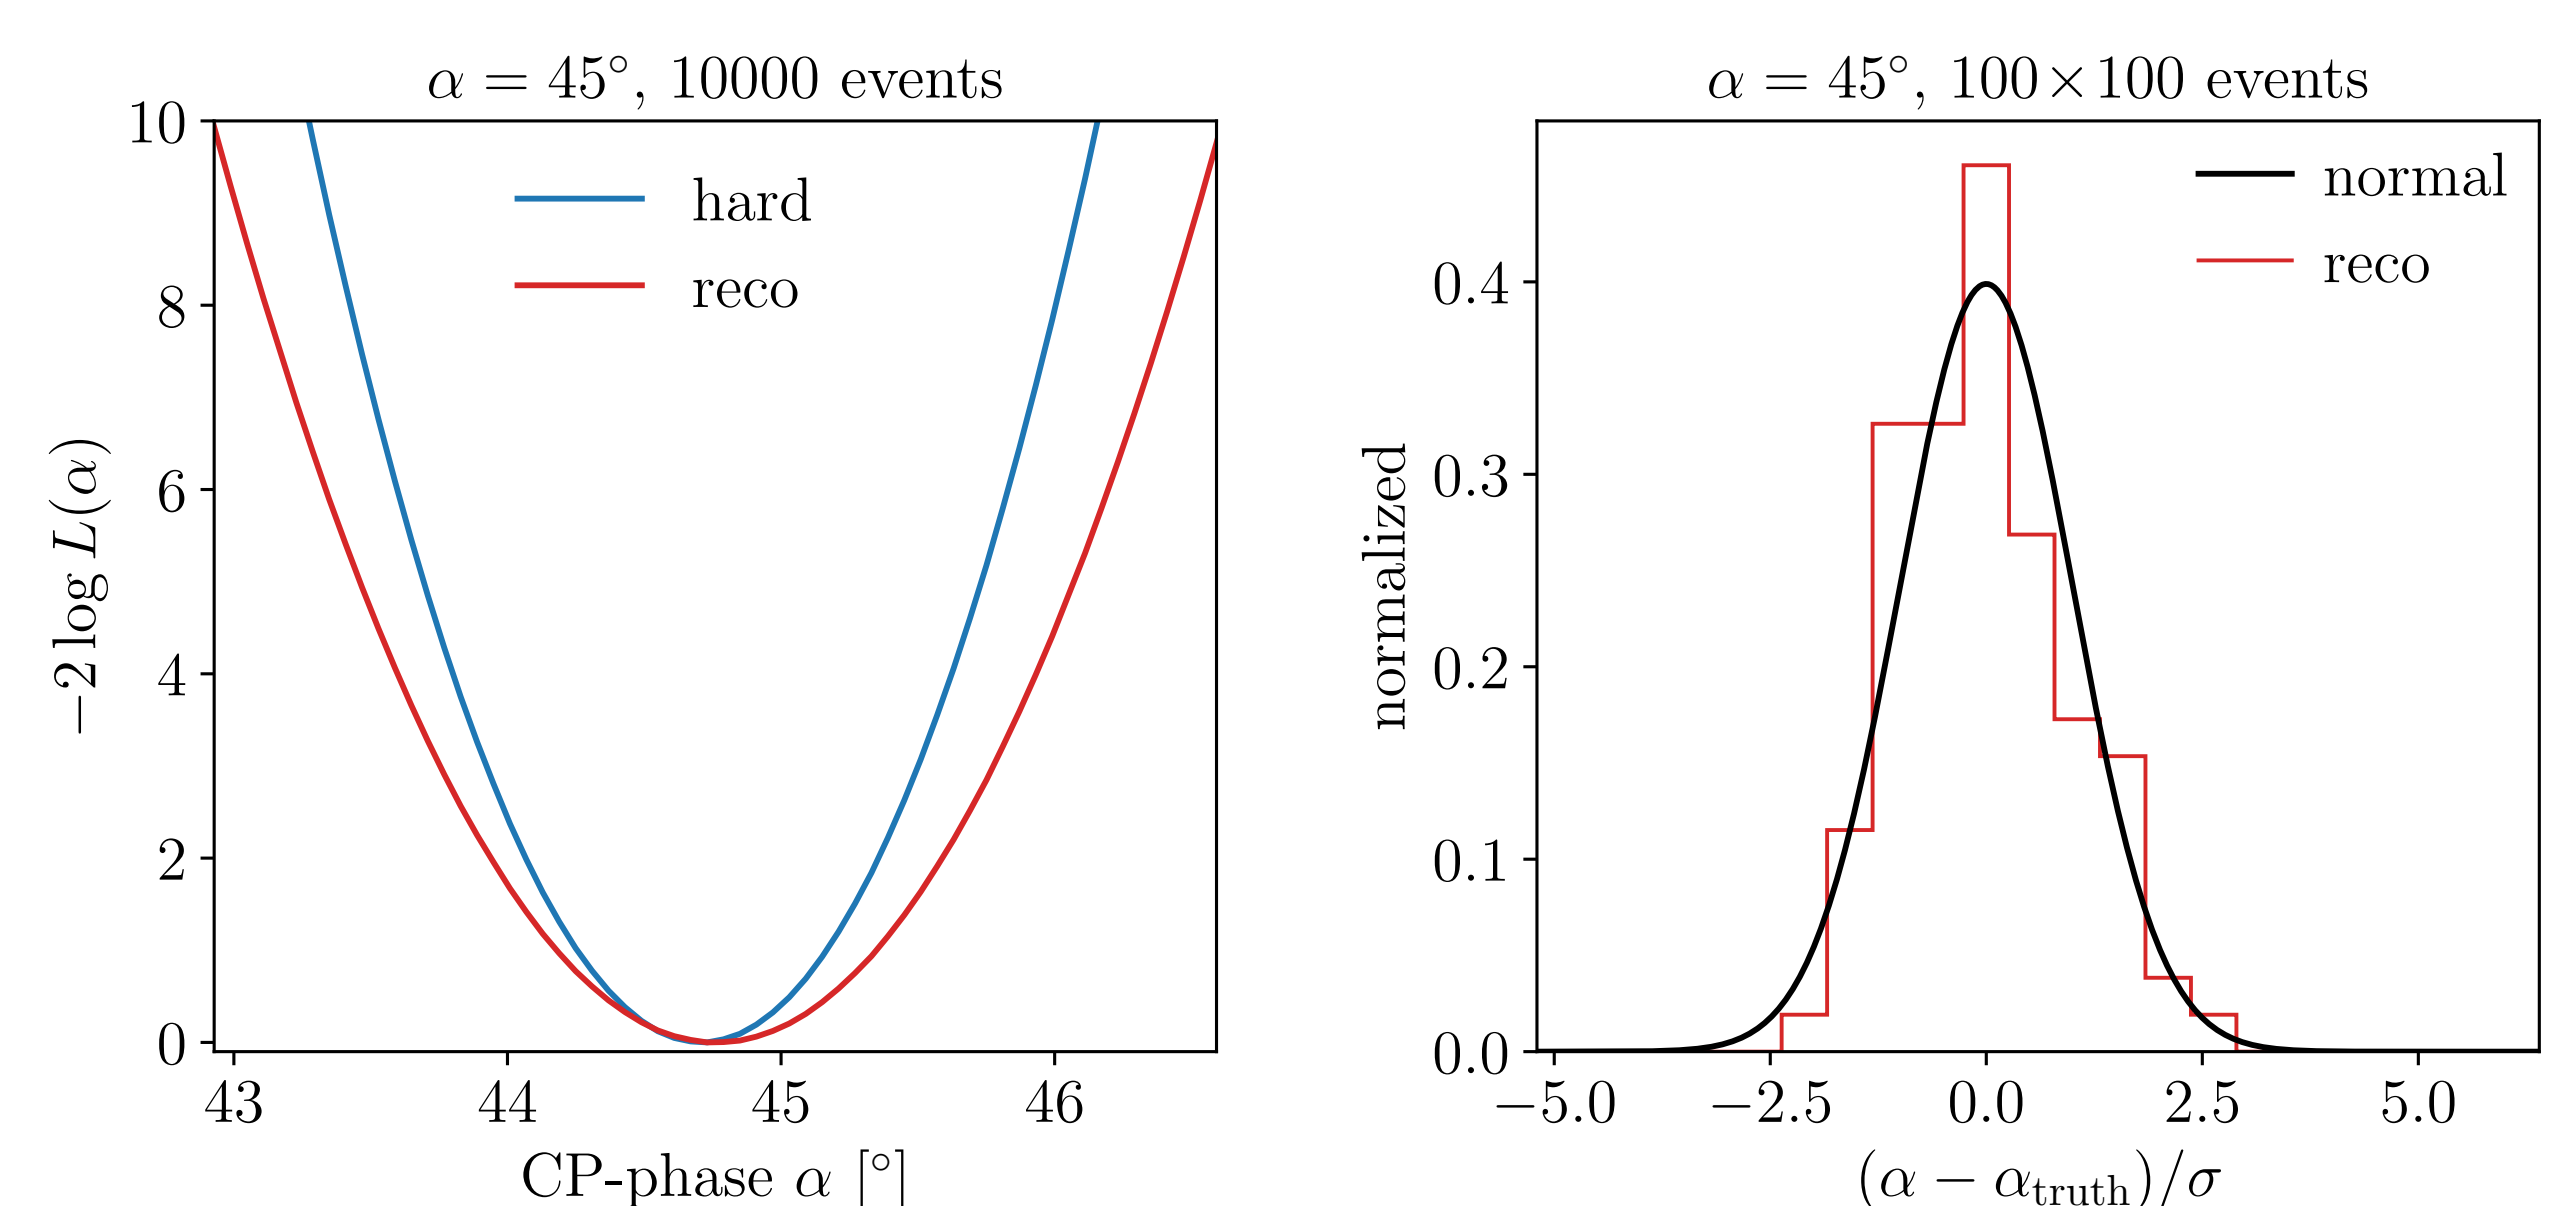 α = 45°, 10000 events
10
8
6
4
2
0
−2 log L(α)
hard
reco
43 44 45 46
CP-phase α [°]
α = 45°, 100×100 events
normalized
0.4
0.3
0.2
0.1
0.0
normal
reco
−5.0 −2.5 0.0 2.5 5.0
(α − α_truth)/σ